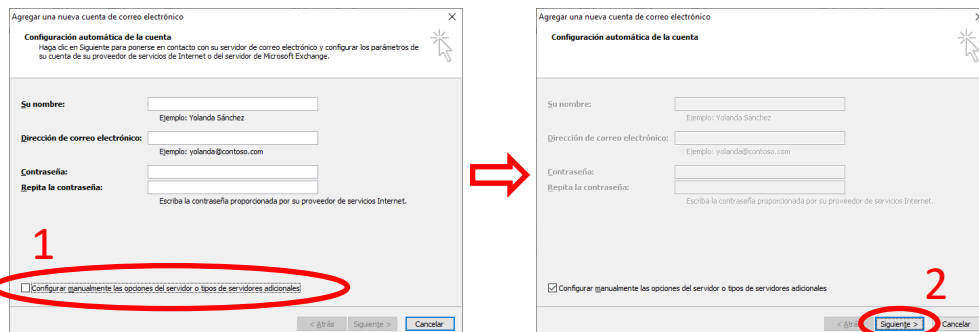 Agregar una nueva cuenta de correo electrónico
Configuración automática de la cuenta
Haga clic en Siguiente para ponerse en contacto con su servidor de correo electrónico y configurar los parámetros de
su cuenta de su proveedor de servicios de Internet o del servidor de Microsoft Exchange.
Su nombre:
Ejemplo: Yolanda Sánchez
Dirección de correo electrónico:
Ejemplo: yolanda@contoso.com
Contraseña:
Repita la contraseña:
Escriba la contraseña proporcionada por su proveedor de servicios Internet.
1
Configurar manualmente las opciones del servidor o tipos de servidores adicionales
< Atrás Siguiente > Cancelar
Agregar una nueva cuenta de correo electrónico
Configuración automática de la cuenta
Su nombre:
Ejemplo: Yolanda Sánchez
Dirección de correo electrónico:
Ejemplo: yolanda@contoso.com
Contraseña:
Repita la contraseña:
Escriba la contraseña proporcionada por su proveedor de servicios Internet.
2
Configurar manualmente las opciones del servidor o tipos de servidores adicionales
< Atrás Siguiente > Cancelar